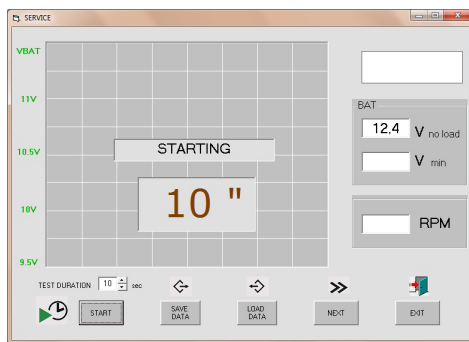 SERVICE
VBAT
11V
10.5V
10V
9.5V
STARTING
10 "
BAT
12,4 V no load
V min
RPM
TEST DURATION 10 sec
START
SAVE DATA
LOAD DATA
NEXT
EXIT